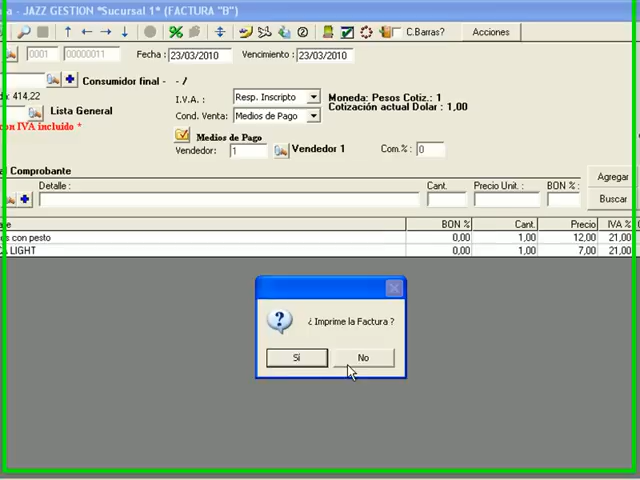 - JAZZ GESTION *Sucursal 1* (FACTURA "B")
C.Barras? Acciones
0001 00000011 Fecha : 23/03/2010 Vencimiento : 23/03/2010
Consumidor final - - /
414,22
Lista General
con IVA incluido *
I.V.A. : Resp. Inscripto
Cond. Venta: Medios de Pago
Moneda: Pesos Cotiz.: 1
Cotización actual Dolar : 1,00
Medios de Pago
Vendedor: 1 Vendedor 1 Com.% : 0
Comprobante
Detalle : Cant. Precio Unit. : BON % :
Agregar
Buscar
BON % Cant. Precio IVA %
con pesto 0,00 1,00 12,00 21,00
LIGHT 0,00 1,00 7,00 21,00
¿ Imprime la Factura ?
Sí No